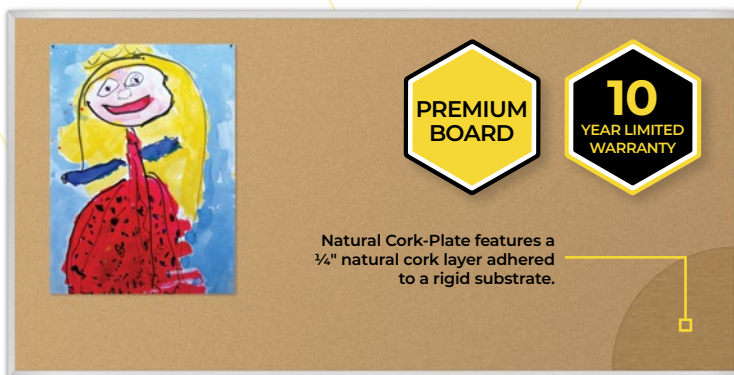 PREMIUM
BOARD
10
YEAR LIMITED
WARRANTY
Natural Cork-Plate features a
¼" natural cork layer adhered
to a rigid substrate.